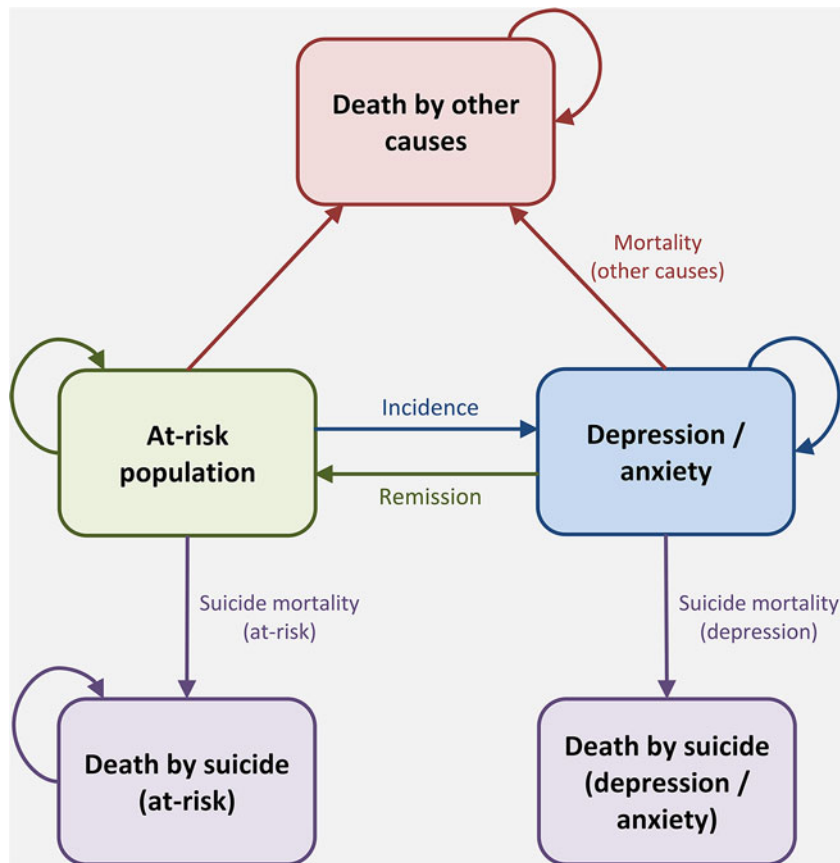 Death by other
causes
Mortality
(other causes)
At-risk
population
Incidence
Remission
Depression /
anxiety
Suicide mortality
(at-risk)
Suicide mortality
(depression)
Death by suicide
(at-risk)
Death by suicide
(depression /
anxiety)